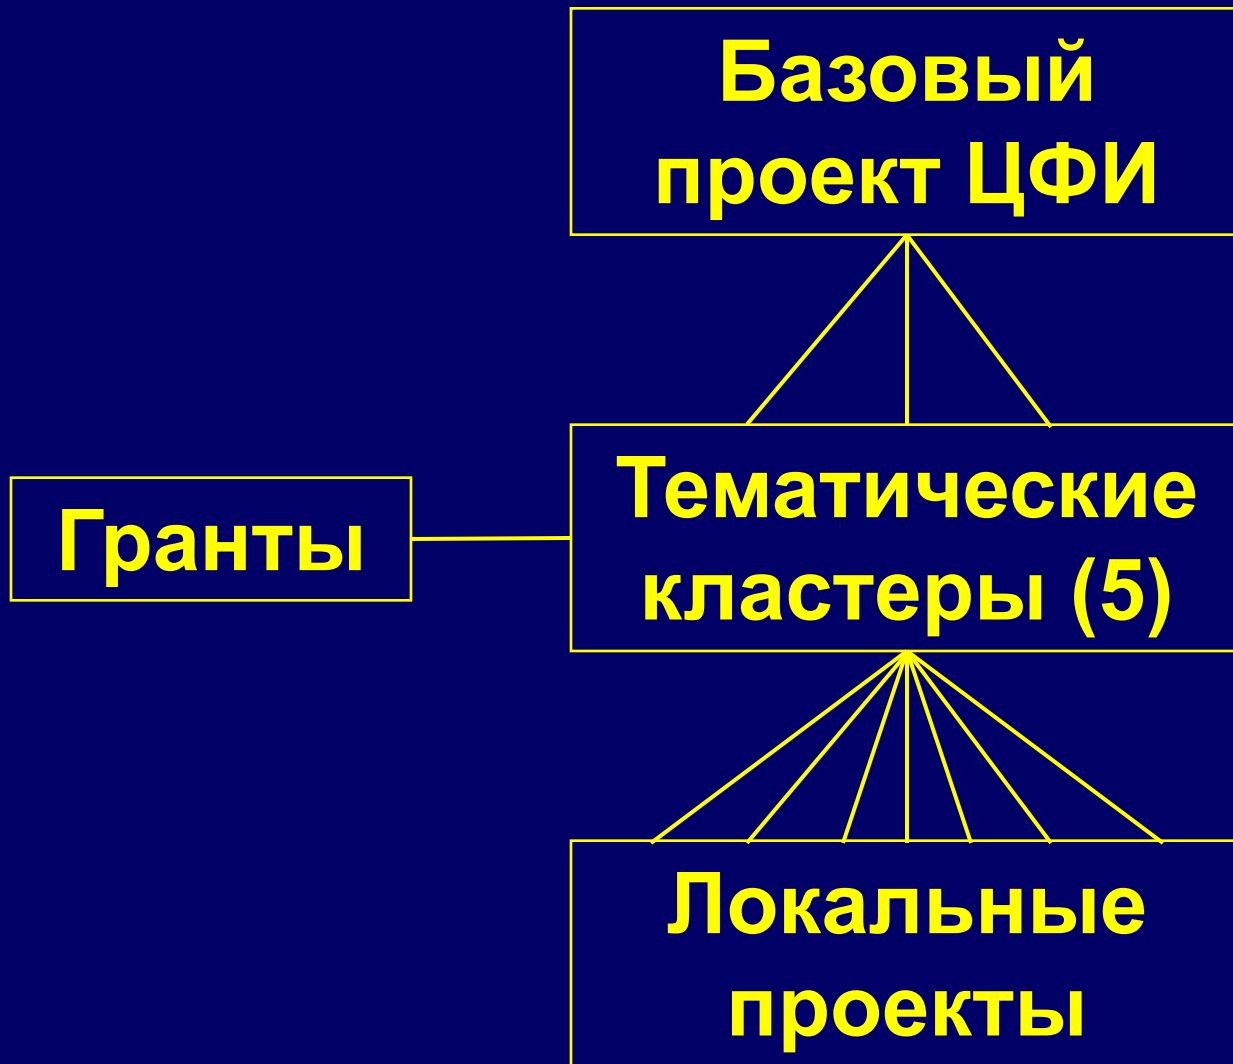 Базовый
проект ЦФИ
Гранты
Тематические
кластеры (5)
Локальные
проекты